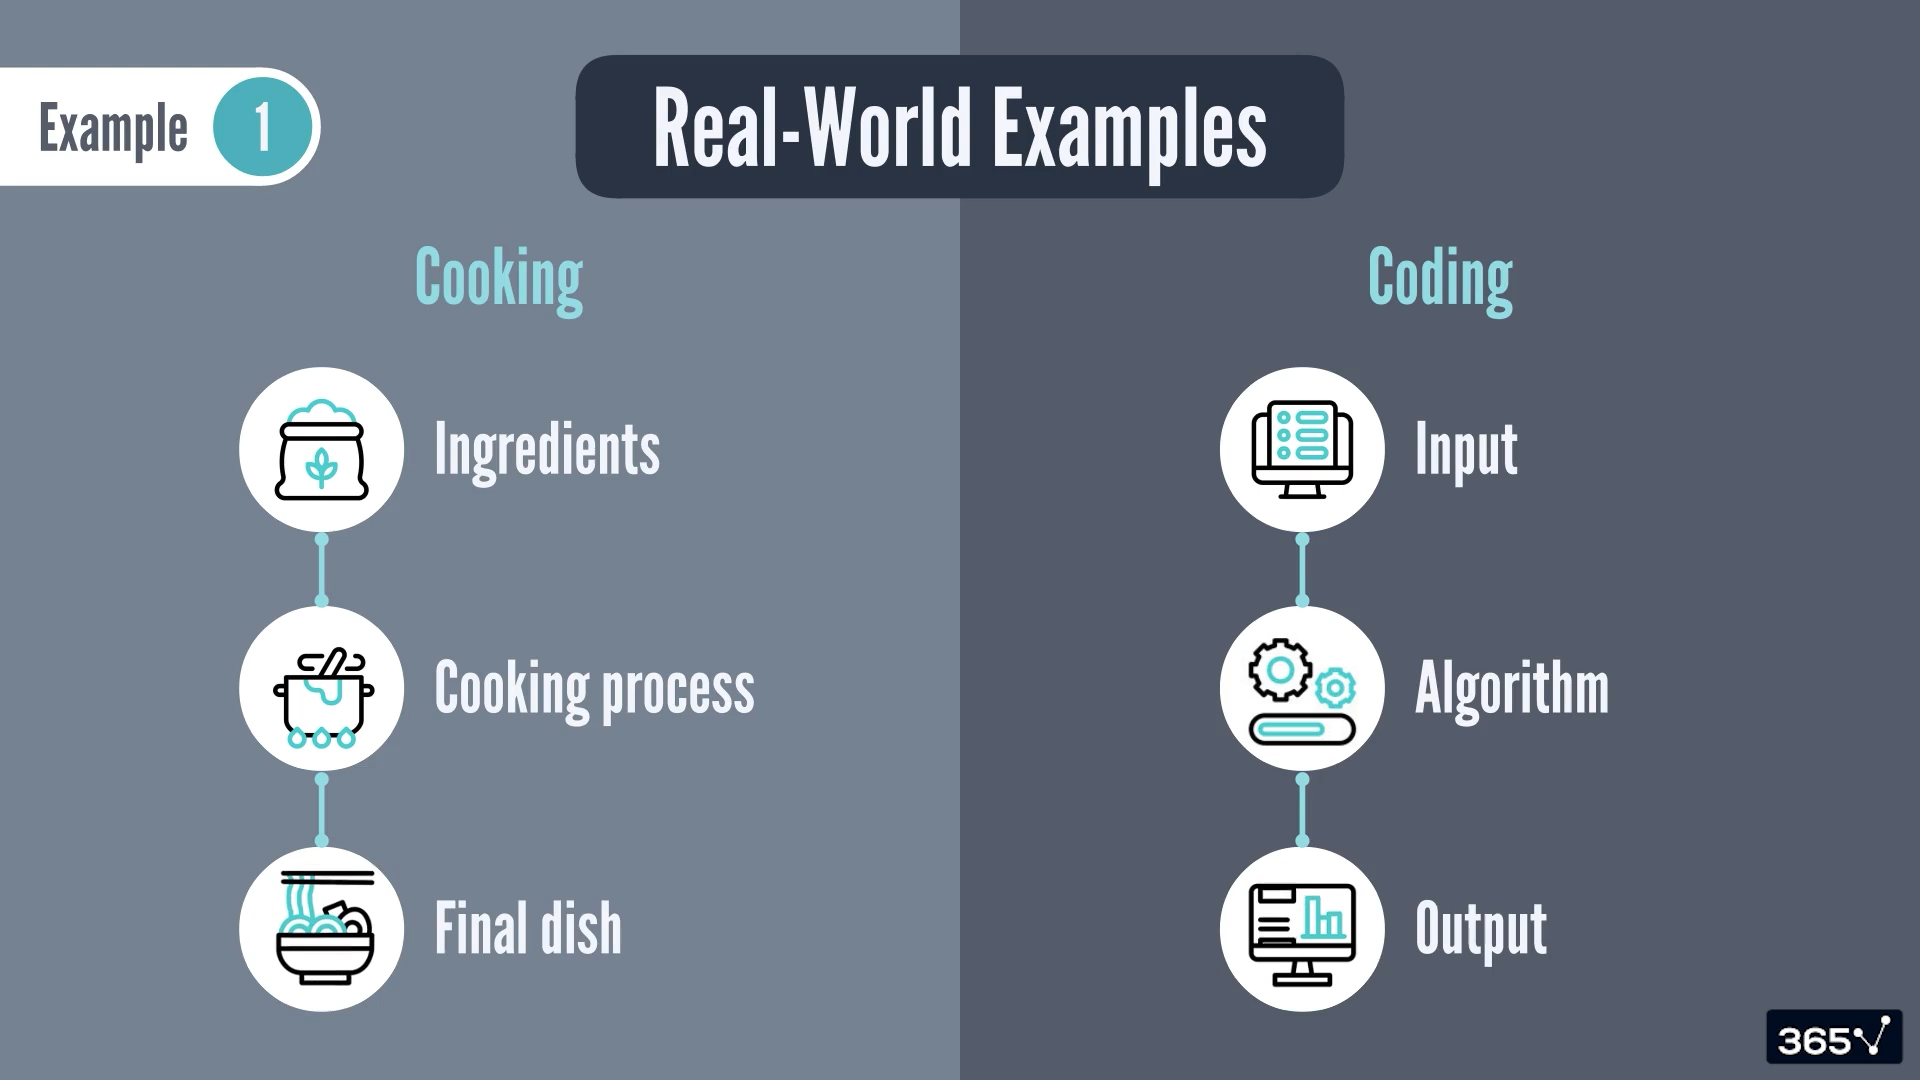 Example 1
Real-World Examples
Cooking
Ingredients
Cooking process
Final dish
Coding
Input
Algorithm
Output
365